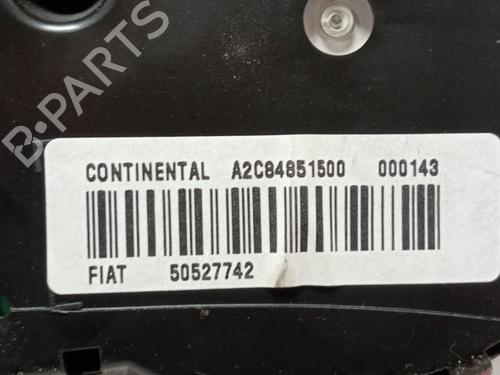 B-PARTS
CONTINENTAL A2C84851500 000143
FIAT 50527742